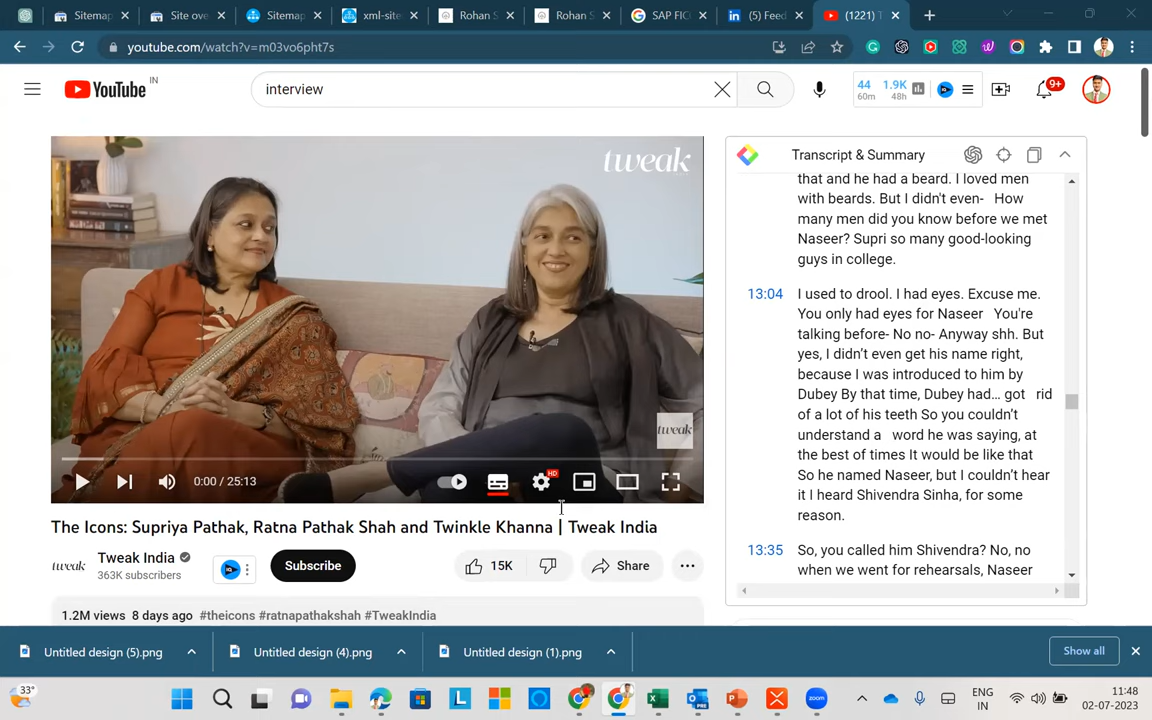 Sitemap
Site ove
Sitemap
xml-site
Rohan S
Rohan S
SAP FIC
(5) Feed
(1221) T
youtube.com/watch?v=m03vo6pht7s
YouTube IN
interview
44
60m
1.9K
48h
9+
tweak
tweak
0:00 / 25:13
HD
The Icons: Supriya Pathak, Ratna Pathak Shah and Twinkle Khanna | Tweak India
tweak
Tweak India
363K subscribers
IQ
Subscribe
15K
Share
1.2M views 8 days ago #theicons #ratnapathakshah #TweakIndia
Transcript & Summary
that and he had a beard. I loved men
with beards. But I didn't even- How
many men did you know before we met
Naseer? Supri so many good-looking
guys in college.
13:04 I used to drool. I had eyes. Excuse me.
You only had eyes for Naseer You're
talking before- No no- Anyway shh. But
yes, I didn't even get his name right,
because I was introduced to him by
Dubey By that time, Dubey had... got rid
of a lot of his teeth So you couldn't
understand a word he was saying, at
the best of times It would be like that
So he named Naseer, but I couldn't hear
it I heard Shivendra Sinha, for some
reason.
13:35 So, you called him Shivendra? No, no
when we went for rehearsals, Naseer
Untitled design (5).png
Untitled design (4).png
Untitled design (1).png
Show all
33°
zoom
ENG
IN
11:48
02-07-2023